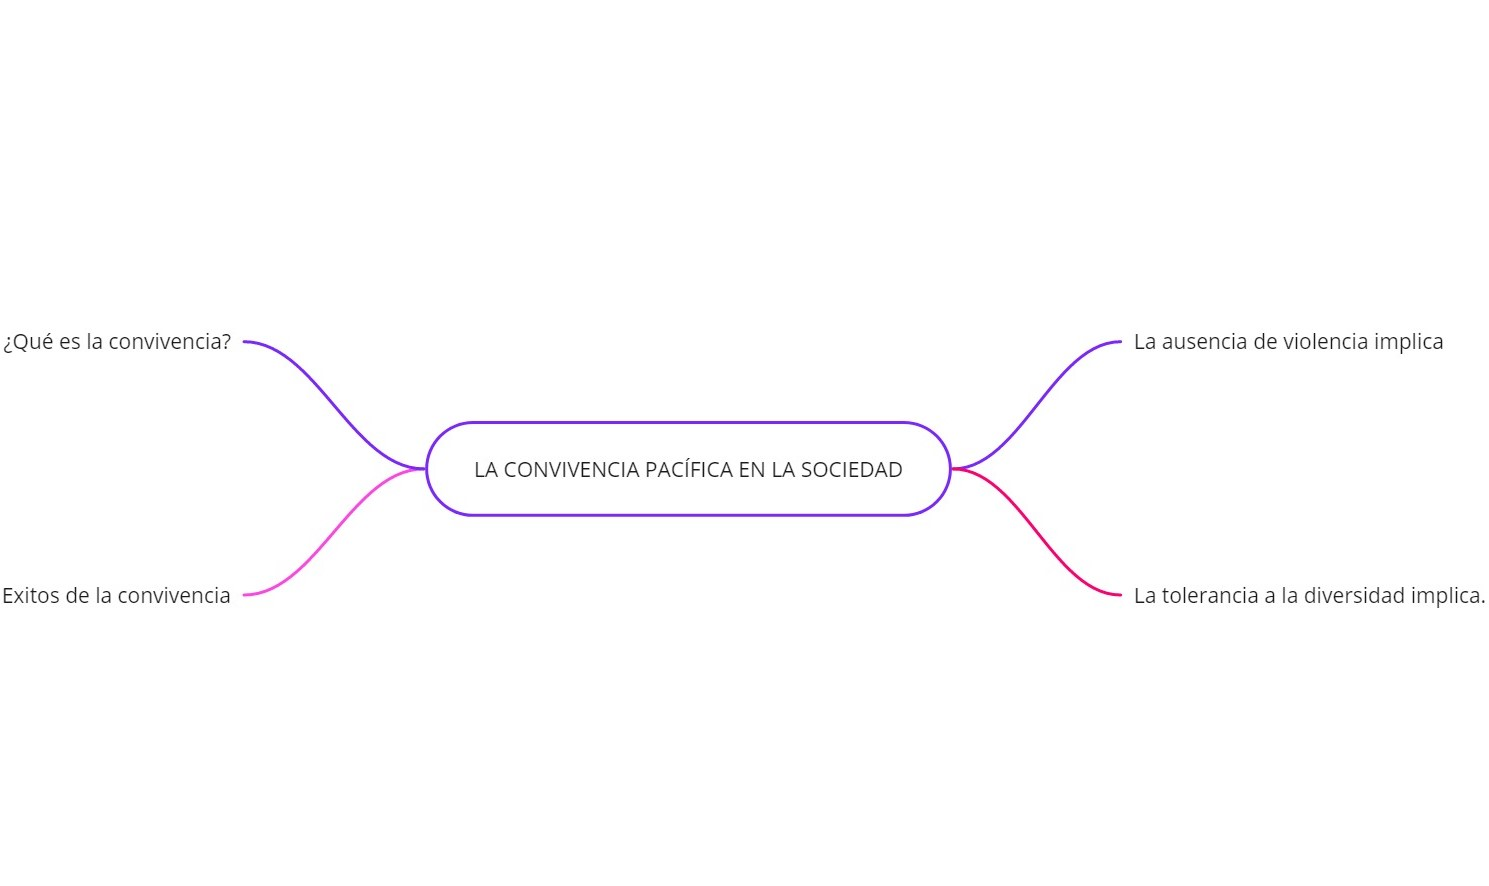 ¿Qué es la convivencia?
La ausencia de violencia implica
LA CONVIVENCIA PACÍFICA EN LA SOCIEDAD
Exitos de la convivencia
La tolerancia a la diversidad implica.